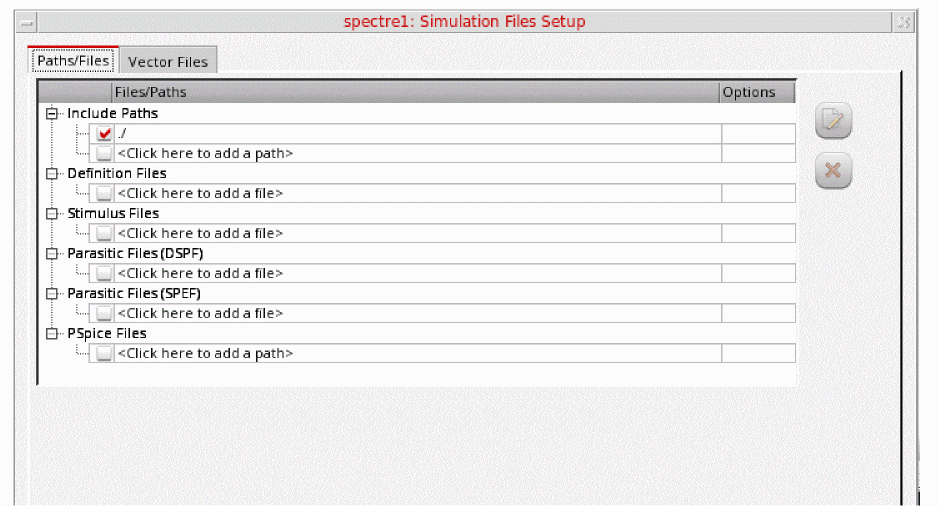 spectre1: Simulation Files Setup
Paths/Files Vector Files
Files/Paths Options
Include Paths
./
<Click here to add a path>
Definition Files
<Click here to add a file>
Stimulus Files
<Click here to add a file>
Parasitic Files (DSPF)
<Click here to add a file>
Parasitic Files (SPEF)
<Click here to add a file>
PSpice Files
<Click here to add a path>